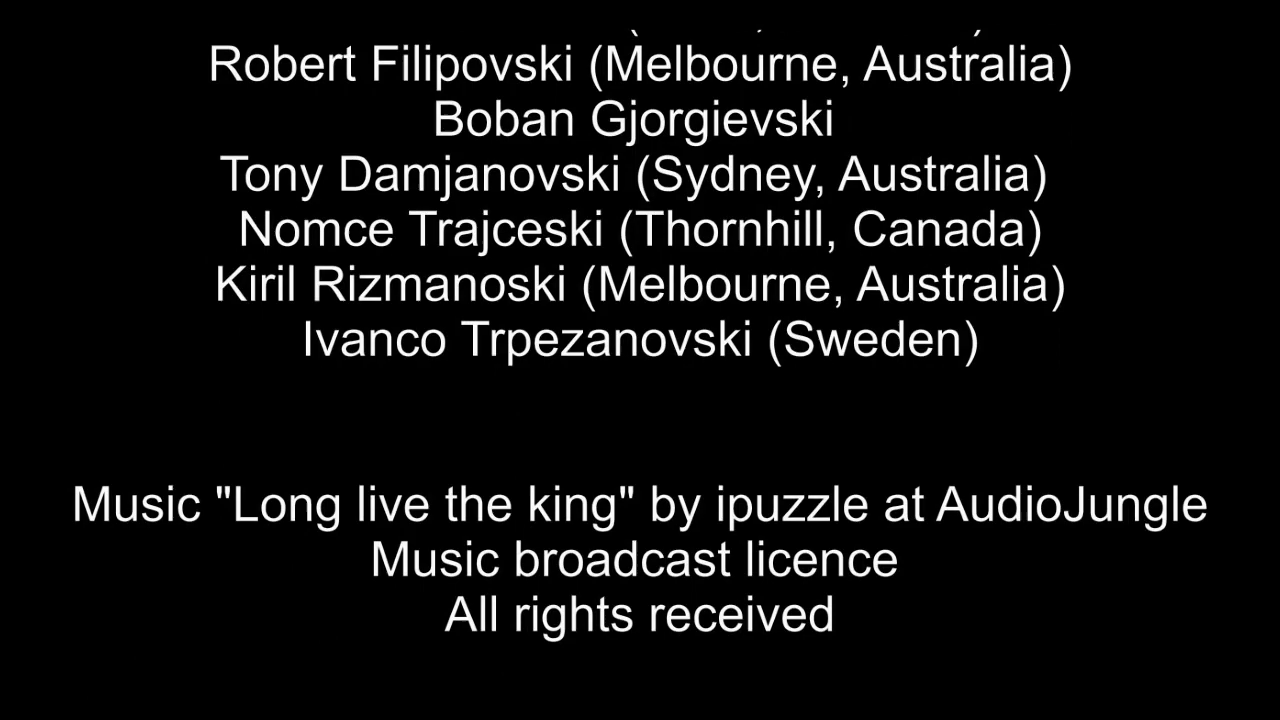 Robert Filipovski (Melbourne, Australia)
Boban Gjorgievski
Tony Damjanovski (Sydney, Australia)
Nomce Trajceski (Thornhill, Canada)
Kiril Rizmanoski (Melbourne, Australia)
Ivanco Trpezanovski (Sweden)
Music "Long live the king" by ipuzzle at AudioJungle
Music broadcast licence
All rights received